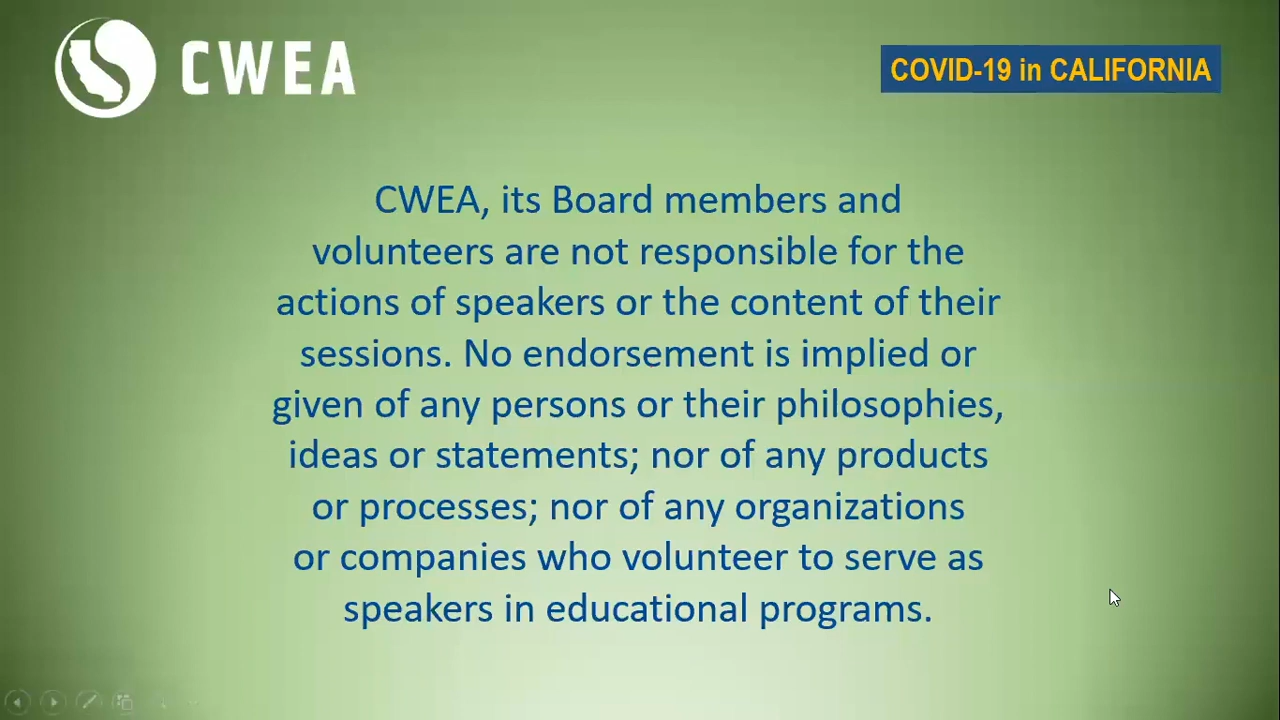 CWEA
COVID-19 in CALIFORNIA
CWEA, its Board members and
volunteers are not responsible for the
actions of speakers or the content of their
sessions. No endorsement is implied or
given of any persons or their philosophies,
ideas or statements; nor of any products
or processes; nor of any organizations
or companies who volunteer to serve as
speakers in educational programs.